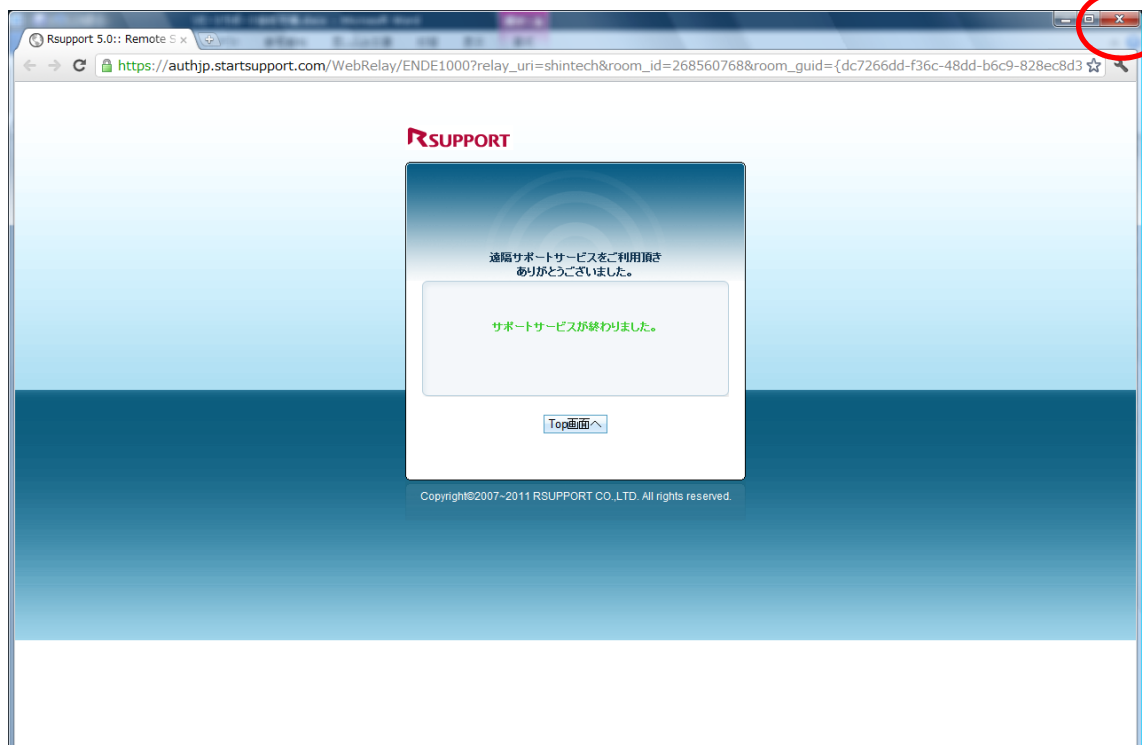 Rsupport 5.0:: Remote S
https://authjp.startsupport.com/WebRelay/ENDE1000?relay_uri=shintech&room_id=268560768&room_guid={dc7266dd-f36c-48dd-b6c9-828ec8d3
RSUPPORT
遠隔サポートサービスをご利用頂き
ありがとうございました。
サポートサービスが終わりました。
Top画面へ
Copyright©2007~2011 RSUPPORT CO.,LTD. All rights reserved.